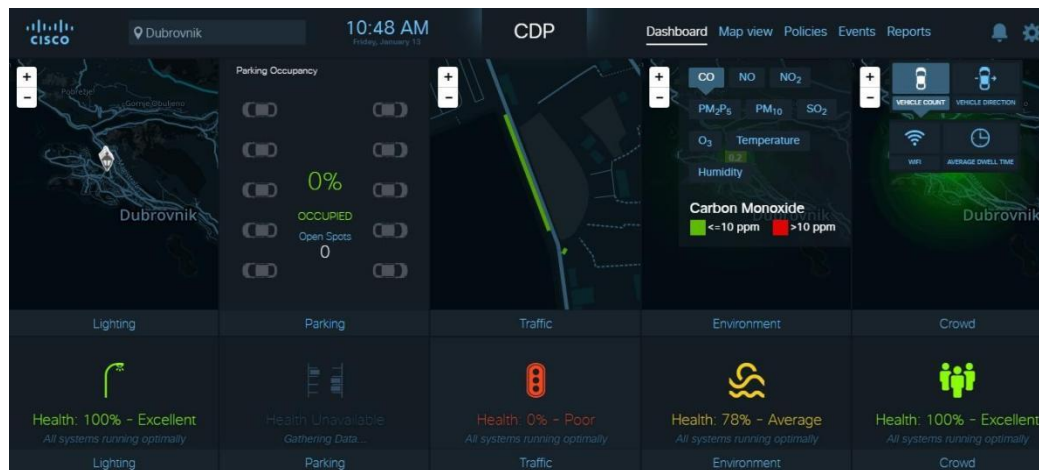 CISCO
Dubrovnik
10:48 AM
Friday, January 13
CDP
Dashboard Map view Policies Events Reports
+
-
Gornje Obuljeno
Dubrovnik
Parking Occupancy
0%
OCCUPIED
Open Spots
0
+
-
+
-
CO NO NO₂
PM₂P₅ PM₁₀ SO₂
O₃ Temperature
0.2
Humidity
Carbon Monoxide
<=10 ppm >10 ppm
+
-
VEHICLE COUNT VEHICLE DIRECTION
WIFI AVERAGE DWELL TIME
Dubrovnik
Lighting Parking Traffic Environment Crowd
Health: 100% - Excellent
All systems running optimally
Health Unavailable
Gathering Data...
Health: 0% - Poor
All systems running optimally
Health: 78% - Average
All systems running optimally
Health: 100% - Excellent
All systems running optimally
Lighting Parking Traffic Environment Crowd